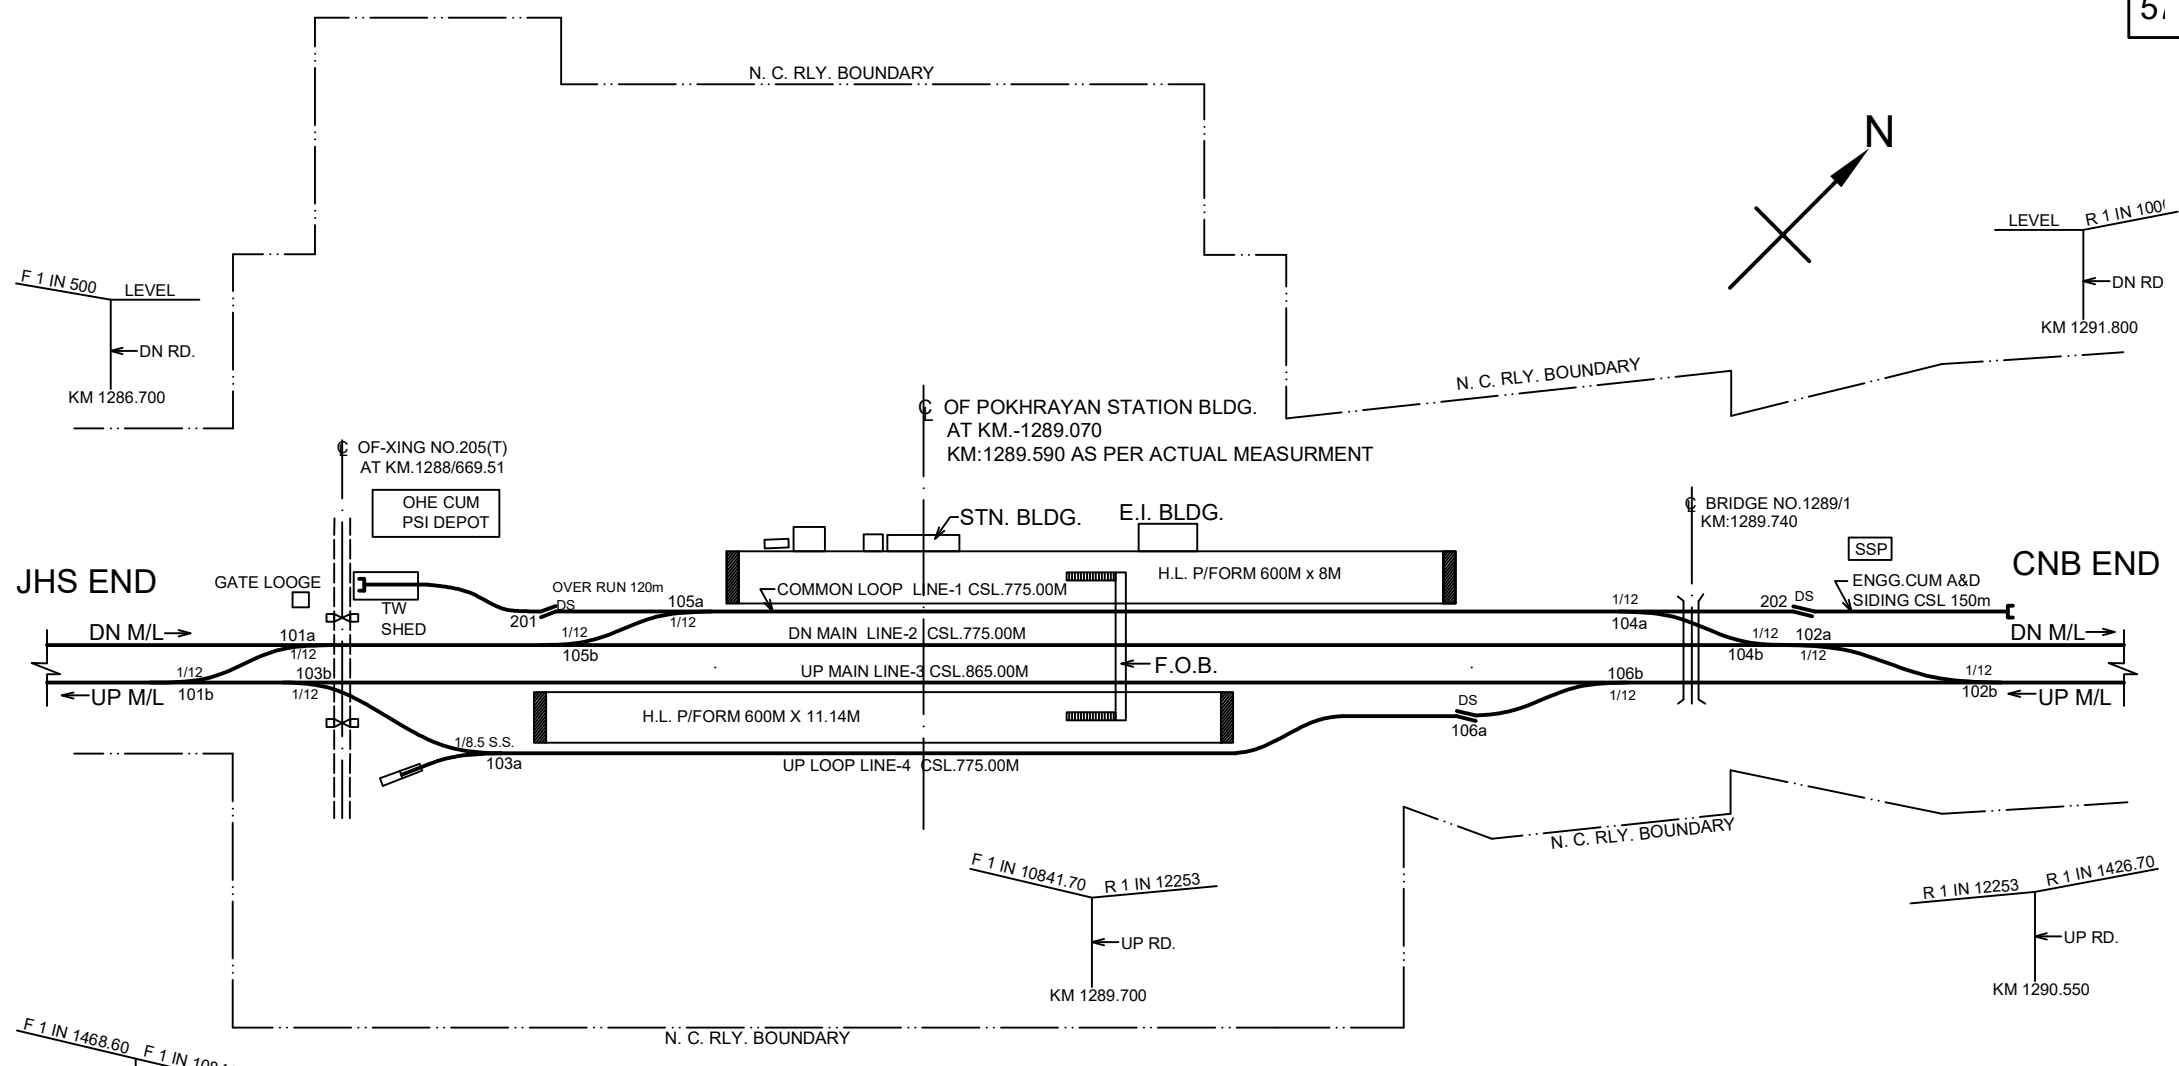 N. C. RLY. BOUNDARY
N
F 1 IN 500
LEVEL
DN RD.
KM 1286.700
LEVEL
R 1 IN
DN RD.
KM 1291.800
N. C. RLY. BOUNDARY
℄ OF POKHRAYAN STATION BLDG.
AT KM.-1289.070
KM:1289.590 AS PER ACTUAL MEASURMENT
℄ OF-XING NO.205(T)
AT KM.1288/669.51
OHE CUM
PSI DEPOT
STN. BLDG.
E.I. BLDG.
℄ BRIDGE NO.1289/1
KM:1289.740
SSP
JHS END
GATE LOOGE
TW
SHED
OVER RUN 120m
DS
201
105a
1/12
COMMON LOOP LINE-1 CSL.775.00M
H.L. P/FORM 600M x 8M
1/12
104a
202
DS
ENGG.CUM A&D
SIDING CSL 150m
CNB END
DN M/L
101a
1/12
1/12
105b
DN MAIN LINE-2 CSL.775.00M
1/12
104b
102a
1/12
DN M/L
UP M/L
1/12
101b
103b
1/12
UP MAIN LINE-3 CSL.865.00M
F.O.B.
106b
1/12
1/12
102b
UP M/L
H.L. P/FORM 600M X 11.14M
DS
106a
1/8.5 S.S.
103a
UP LOOP LINE-4 CSL.775.00M
N. C. RLY. BOUNDARY
F 1 IN 10841.70
R 1 IN 12253
UP RD.
KM 1289.700
R 1 IN 12253
R 1 IN 1426.70
UP RD.
KM 1290.550
N. C. RLY. BOUNDARY
F 1 IN 1468.60
F 1 IN